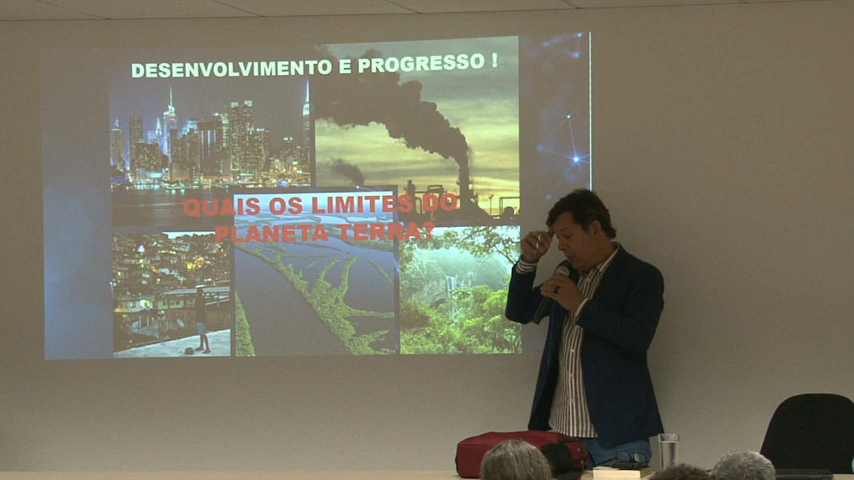 DESENVOLVIMENTO E PROGRESSO !
QUAIS OS LIMITES DO
PLANETA TERRA?